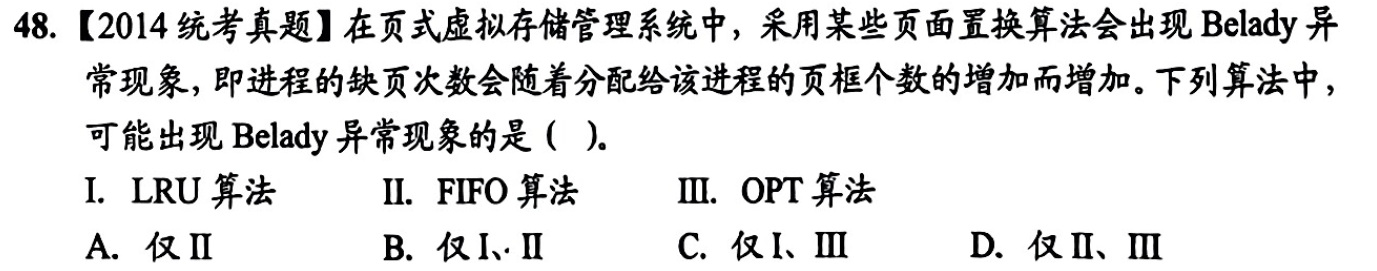 48.【2014 统考真题】在页式虚拟存储管理系统中，采用某些页面置换算法会出现 Belady 异
常现象，即进程的缺页次数会随着分配给该进程的页框个数的增加而增加。下列算法中，
可能出现 Belady 异常现象的是（ ）。
I. LRU 算法 II. FIFO 算法 III. OPT 算法
A. 仅 II B. 仅 I、II C. 仅 I、III D. 仅 II、III